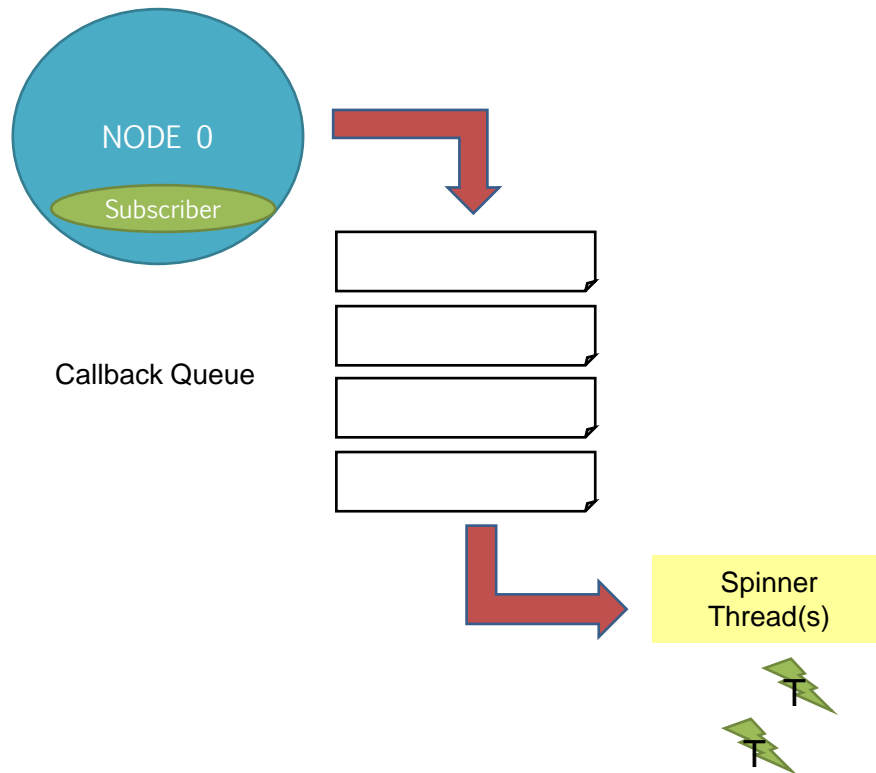 NODE 0
Subscriber
Callback Queue
Spinner
Thread(s)
T
T